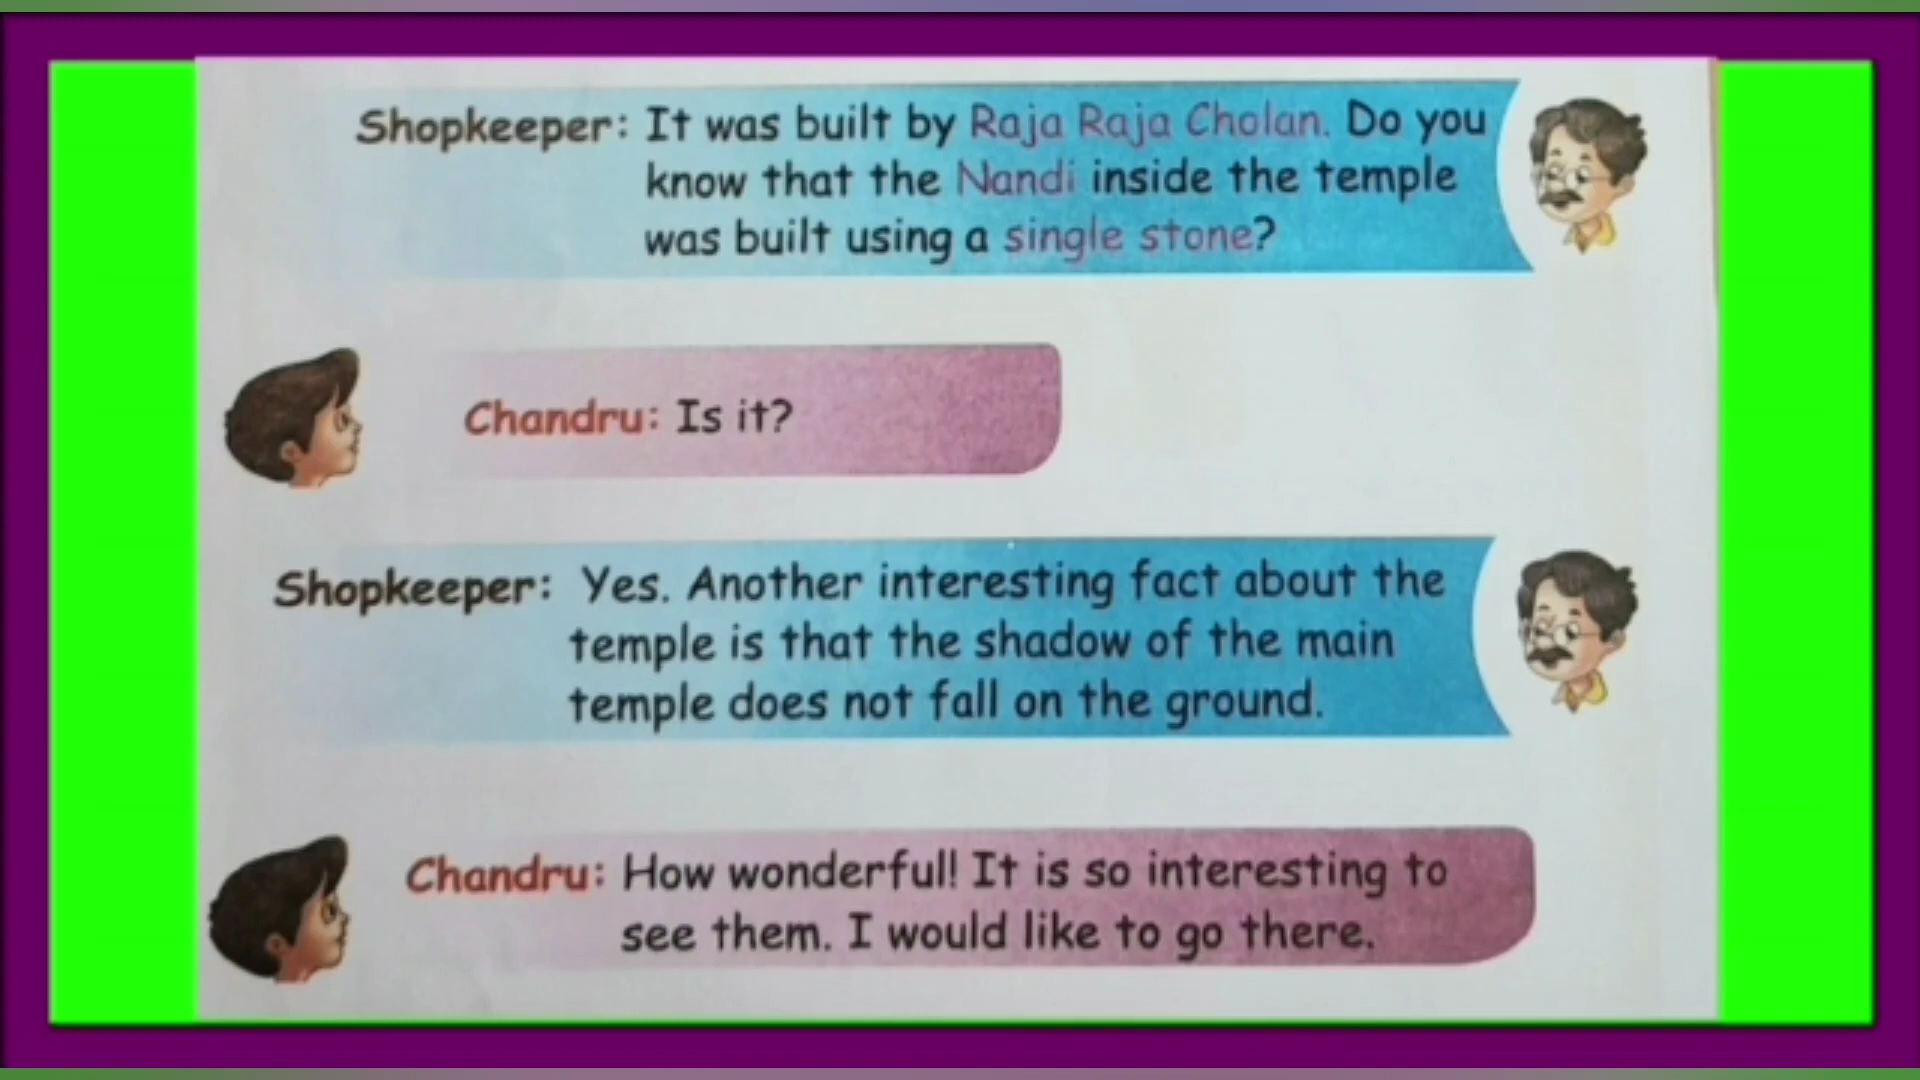 Shopkeeper: It was built by Raja Raja Cholan. Do you
know that the Nandi inside the temple
was built using a single stone?
Chandru: Is it?
Shopkeeper: Yes. Another interesting fact about the
temple is that the shadow of the main
temple does not fall on the ground.
Chandru: How wonderful! It is so interesting to
see them. I would like to go there.